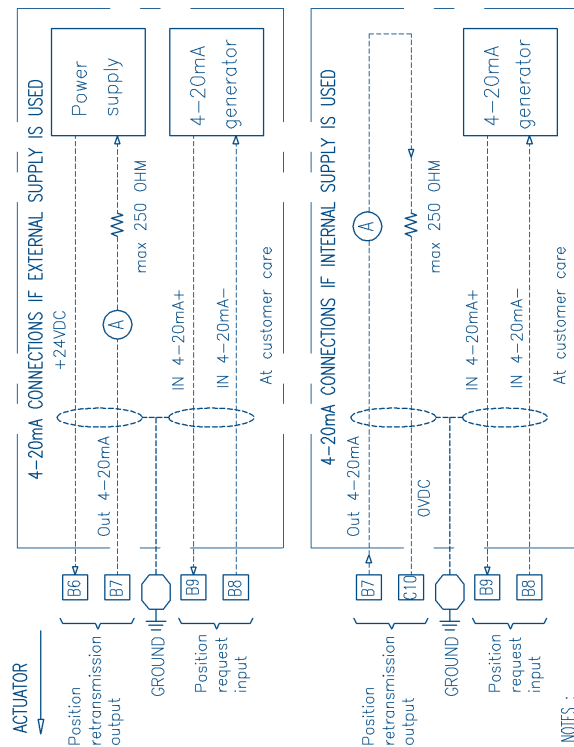 ACTUATOR
4-20mA CONNECTIONS IF EXTERNAL SUPPLY IS USED
Position
retransmission
output
B6
+24VDC
Power
supply
B7
Out 4-20mA
A
max 250 OHM
GROUND
Position
request
input
B9
IN 4-20mA+
4-20mA
generator
B8
IN 4-20mA-
At customer care
4-20mA CONNECTIONS IF INTERNAL SUPPLY IS USED
Position
retransmission
output
B7
Out 4-20mA
A
C10
0VDC
max 250 OHM
GROUND
Position
request
input
B9
IN 4-20mA+
4-20mA
generator
B8
IN 4-20mA-
At customer care
NOTES :